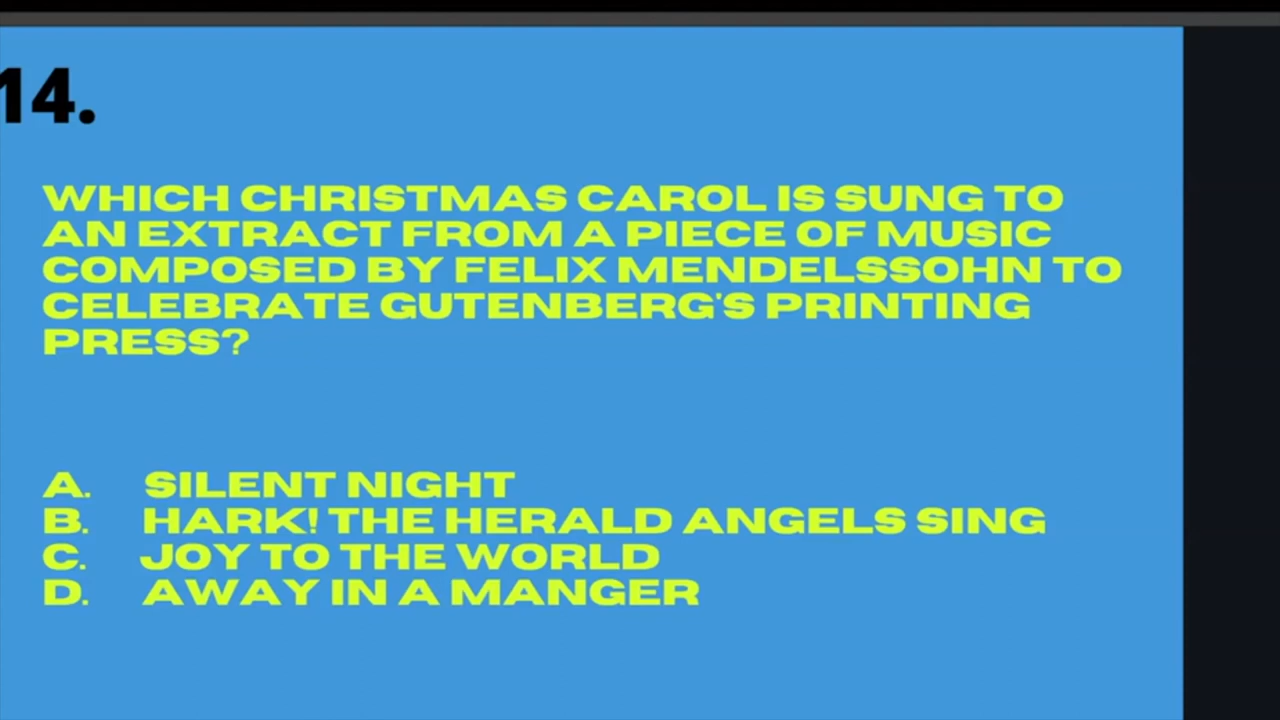 14.
WHICH CHRISTMAS CAROL IS SUNG TO
AN EXTRACT FROM A PIECE OF MUSIC
COMPOSED BY FELIX MENDELSSOHN TO
CELEBRATE GUTENBERG'S PRINTING
PRESS?
A. SILENT NIGHT
B. HARK! THE HERALD ANGELS SING
C. JOY TO THE WORLD
D. AWAY IN A MANGER